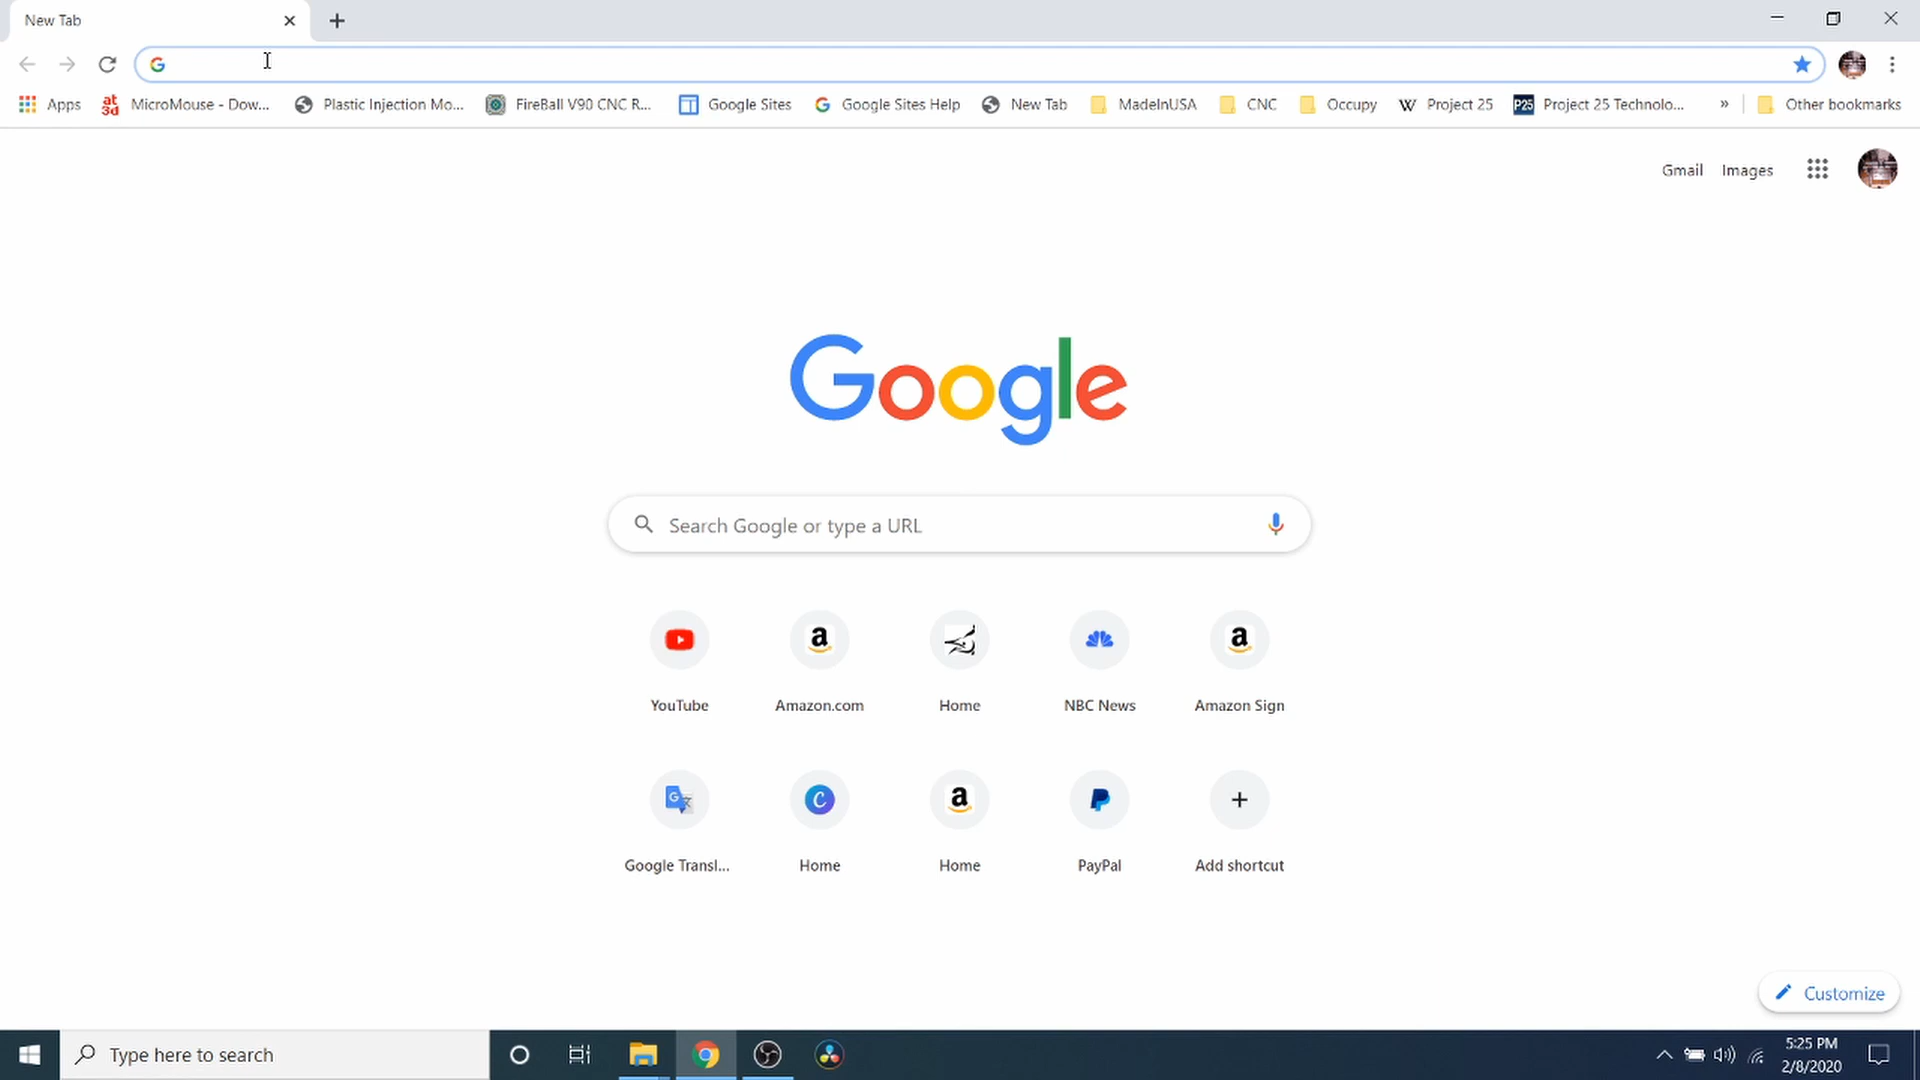 New Tab
Apps
MicroMouse - Dow...
Plastic Injection Mo...
FireBall V90 CNC R...
Google Sites
Google Sites Help
New Tab
MadeInUSA
CNC
Occupy
Project 25
P25 Project 25 Technolo...
Other bookmarks
Gmail Images
Google
Search Google or type a URL
YouTube
Amazon.com
Home
NBC News
Amazon Sign
Google Transl...
Home
Home
PayPal
Add shortcut
Customize
Type here to search
5:25 PM
2/8/2020